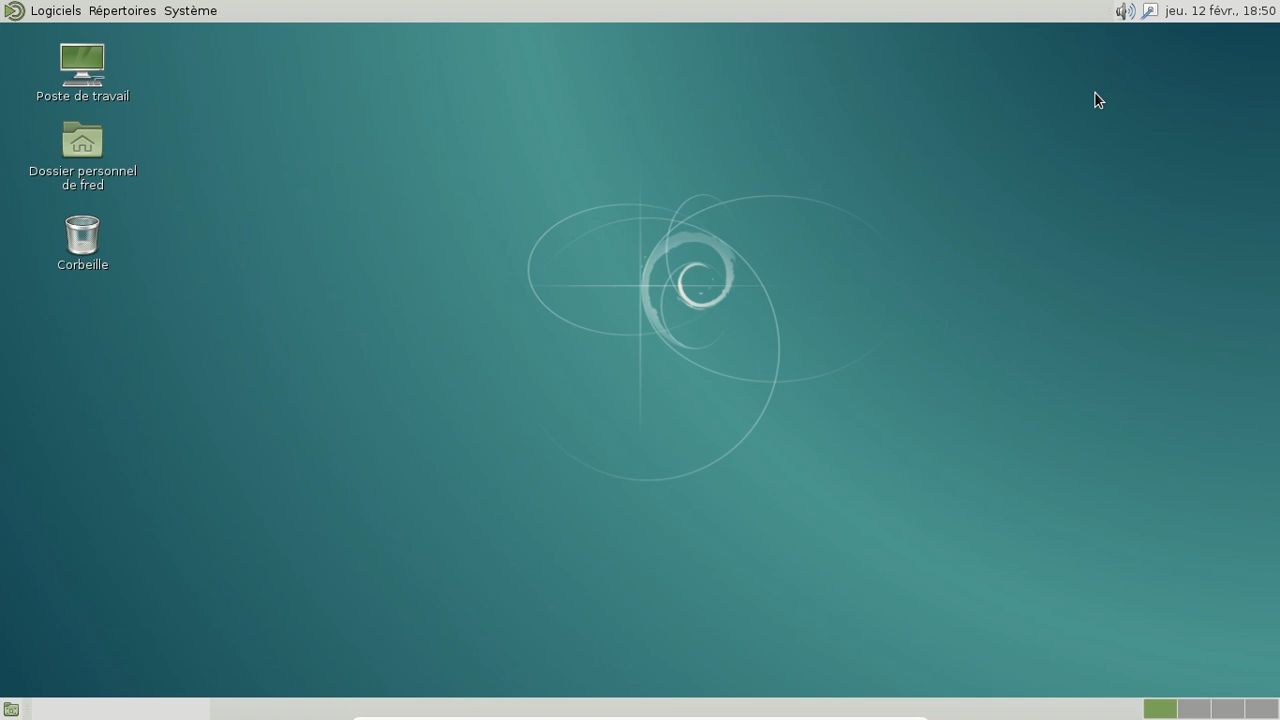 Logiciels Répertoires Système
jeu. 12 févr., 18:50
Poste de travail
Dossier personnel
de fred
Corbeille